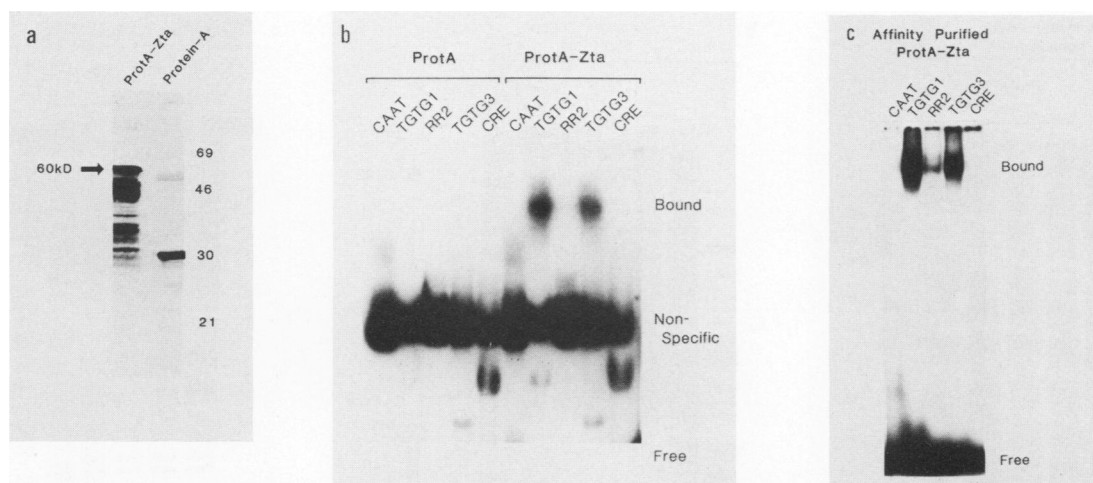 a
ProtA-Zta
Protein-A
60kD
69
46
30
21
b
ProtA
ProtA-Zta
CAAT
TGTG1
RR2
TGTG3
CRE
CAAT
TGTG1
RR2
TGTG3
CRE
Bound
Non-
Specific
Free
c
Affinity Purified
ProtA-Zta
CAAT
TGTG1
RR2
TGTG3
CRE
Bound
Free